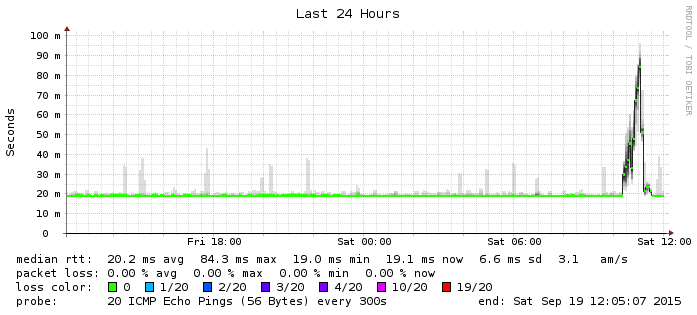 Last 24 Hours
RRDTOOL / TOBI OETIKER
Seconds
100 m
90 m
80 m
70 m
60 m
50 m
40 m
30 m
20 m
10 m
0
Fri 18:00 Sat 00:00 Sat 06:00 Sat 12:00
median rtt: 20.2 ms avg 84.3 ms max 19.0 ms min 19.1 ms now 6.6 ms sd 3.1 am/s
packet loss: 0.00 % avg 0.00 % max 0.00 % min 0.00 % now
loss color: 0 1/20 2/20 3/20 4/20 10/20 19/20
probe: 20 ICMP Echo Pings (56 Bytes) every 300s end: Sat Sep 19 12:05:07 2015